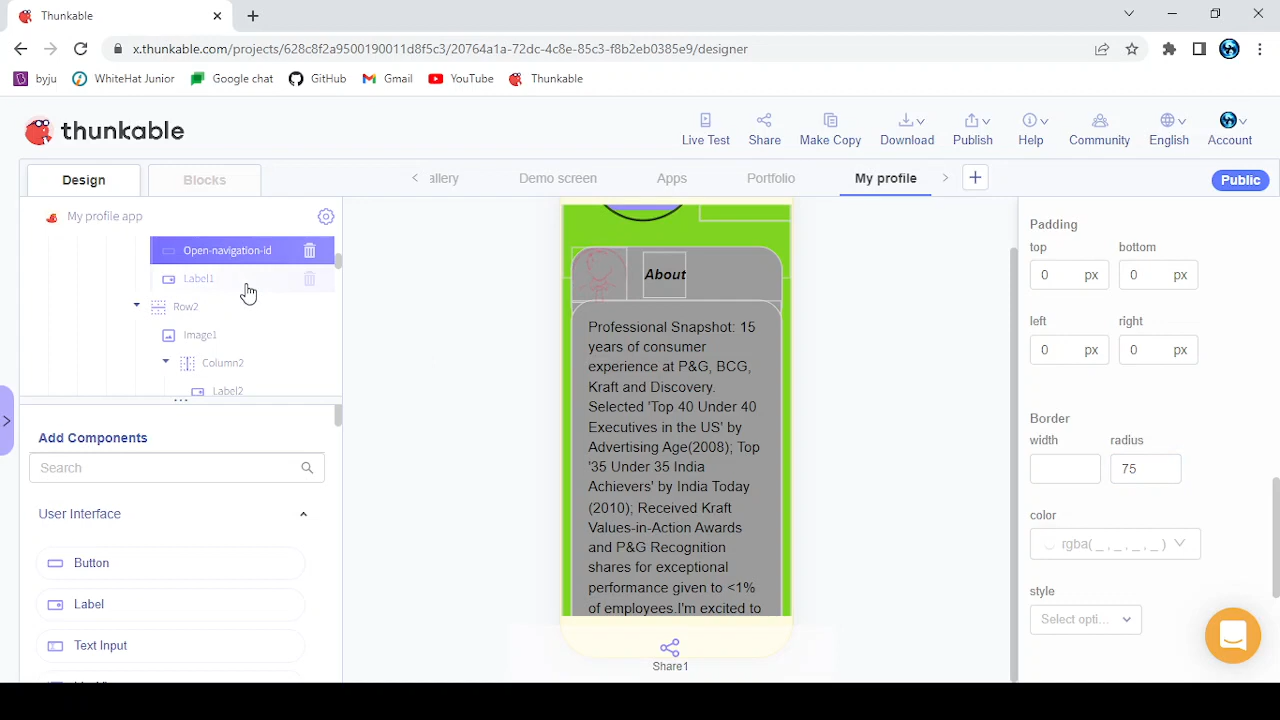 Thunkable
x.thunkable.com/projects/628c8f2a9500190011d8f5c3/20764a1a-72dc-4c8e-85c3-f8b2eb0385e9/designer
byju
WhiteHat Junior
Google chat
GitHub
Gmail
YouTube
Thunkable
thunkable
Live Test
Share
Make Copy
Download
Publish
Help
Community
English
Account
Design
Blocks
allery
Demo screen
Apps
Portfolio
My profile
Public
My profile app
Open-navigation-id
Label1
Row2
Image1
Column2
Label2
Add Components
Search
User Interface
Button
Label
Text Input
About
Professional Snapshot: 15
years of consumer
experience at P&G, BCG,
Kraft and Discovery.
Selected 'Top 40 Under 40
Executives in the US' by
Advertising Age(2008); Top
'35 Under 35 India
Achievers' by India Today
(2010); Received Kraft
Values-in-Action Awards
and P&G Recognition
shares for exceptional
performance given to <1%
of employees.I'm excited to
Share1
Padding
top
bottom
0 px
0 px
left
right
0 px
0 px
Border
width
radius
75
color
rgba( _ , _ , _ , _ )
style
Select opti...